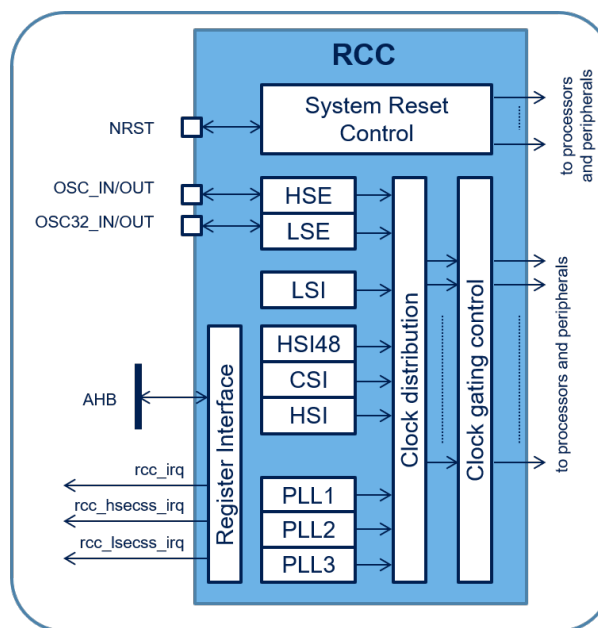 RCC
System Reset
Control
NRST
to processors
and peripherals
OSC_IN/OUT
OSC32_IN/OUT
HSE
LSE
LSI
HSI48
CSI
HSI
AHB
Register Interface
Clock distribution
Clock gating control
to processors and peripherals
rcc_irq
rcc_hsecss_irq
rcc_lsecss_irq
PLL1
PLL2
PLL3